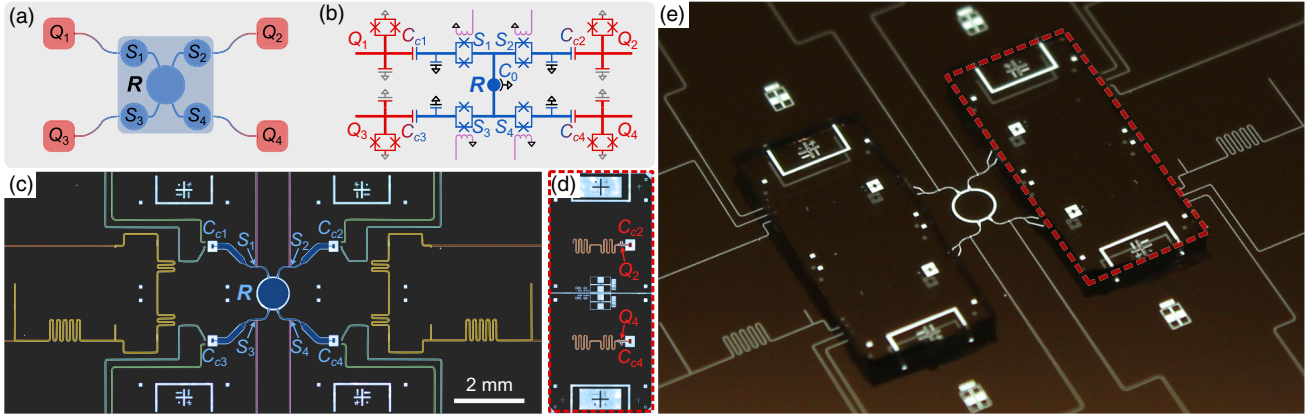 (a)
Q1
Q2
S1
S2
R
S3
S4
Q3
Q4
(b)
Q1 Cc1 S1 S2 Cc2 Q2
R C0
Q3 Cc3 S3 S4 Cc4 Q4
(c)
Cc1 S1 S2 Cc2
R
Cc3 S3 S4 Cc4
2 mm
(d)
Cc2
Q2
Q4
Cc4
(e)